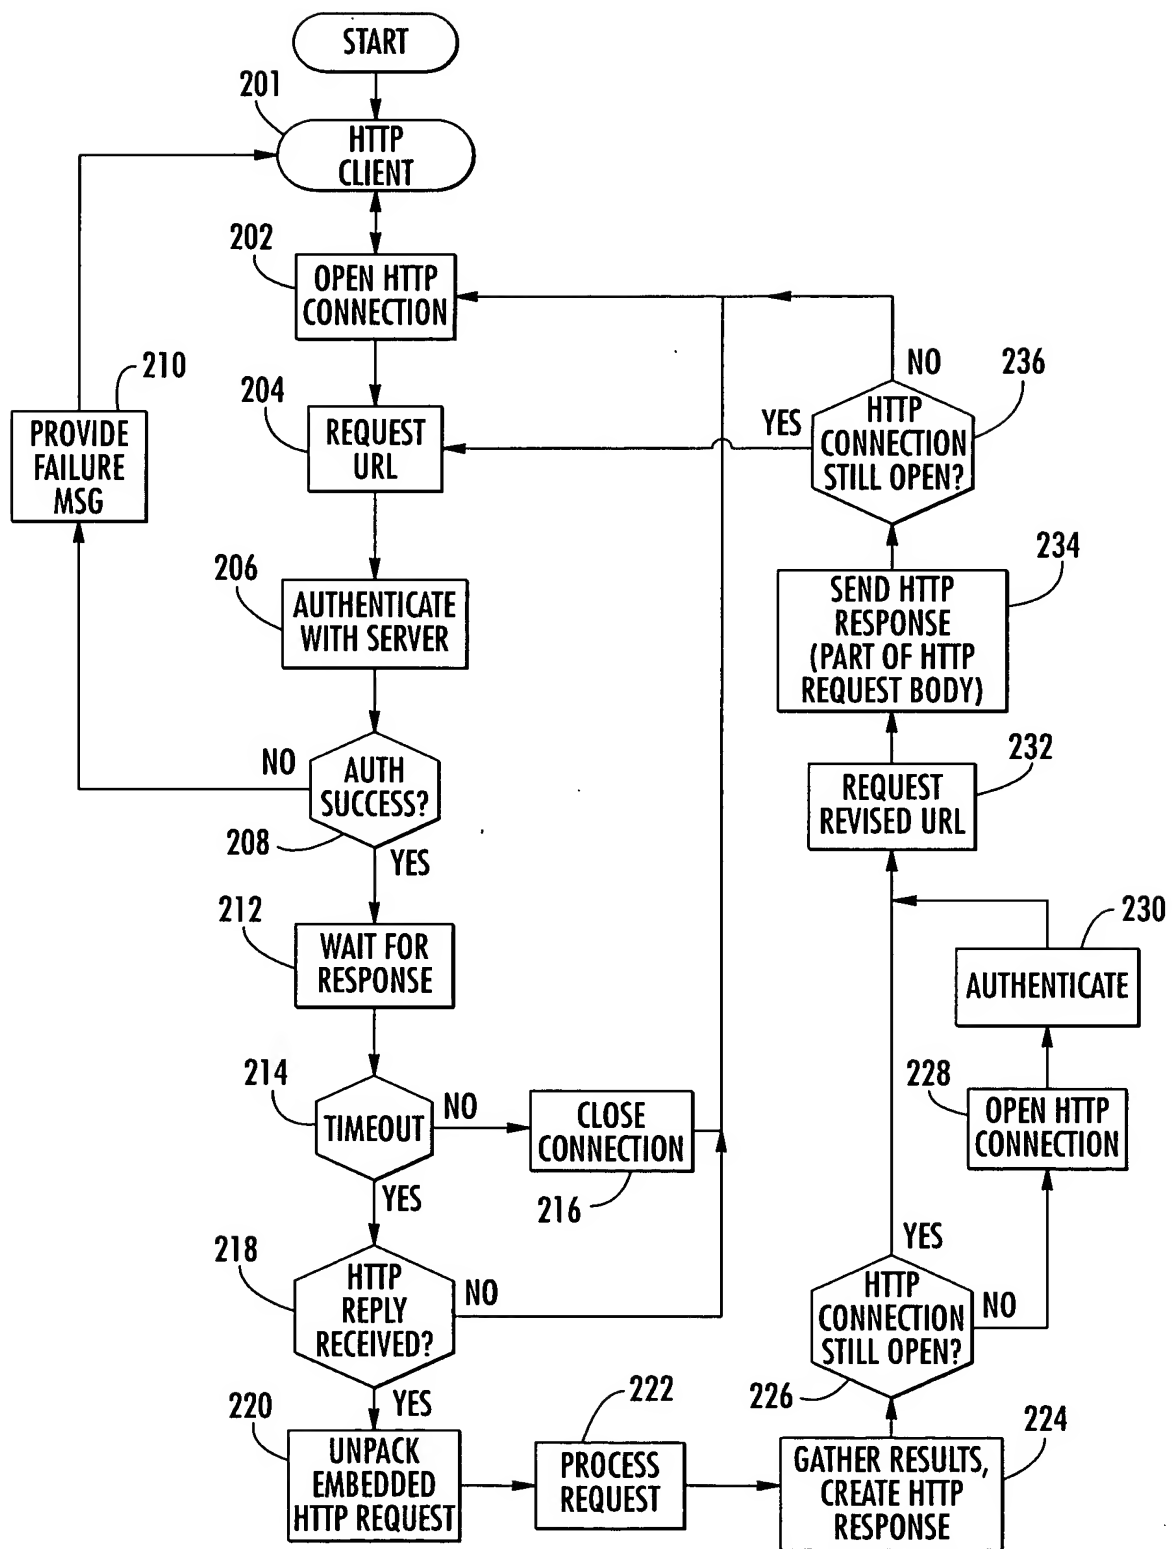 START
201
HTTP
CLIENT
202
OPEN HTTP
CONNECTION
210
PROVIDE
FAILURE
MSG
204
REQUEST
URL
YES
NO
236
HTTP
CONNECTION
STILL OPEN?
206
AUTHENTICATE
WITH SERVER
234
SEND HTTP
RESPONSE
(PART OF HTTP
REQUEST BODY)
NO
AUTH
SUCCESS?
208
YES
232
REQUEST
REVISED URL
212
WAIT FOR
RESPONSE
230
AUTHENTICATE
214
TIMEOUT
NO
CLOSE
CONNECTION
216
YES
228
OPEN HTTP
CONNECTION
218
HTTP
REPLY
RECEIVED?
NO
YES
YES
HTTP
CONNECTION
STILL OPEN?
NO
226
220
UNPACK
EMBEDDED
HTTP REQUEST
222
PROCESS
REQUEST
224
GATHER RESULTS,
CREATE HTTP
RESPONSE